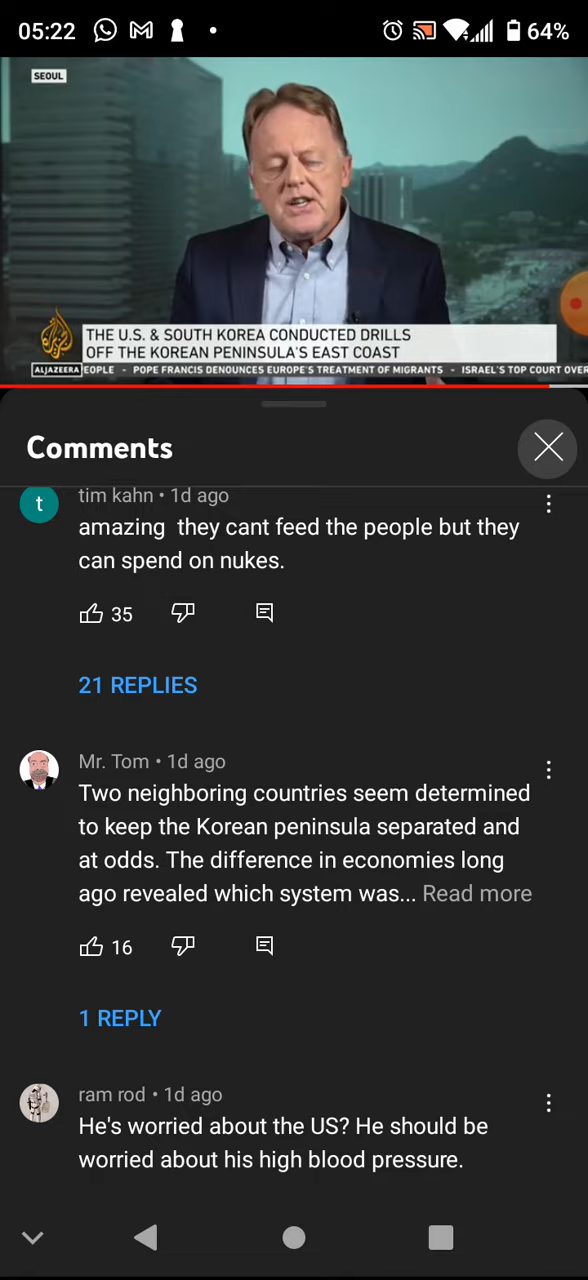 05:22
64%
SEOUL
THE U.S. & SOUTH KOREA CONDUCTED DRILLS
OFF THE KOREAN PENINSULA'S EAST COAST
ALJAZEERA EOPLE - POPE FRANCIS DENOUNCES EUROPE'S TREATMENT OF MIGRANTS - ISRAEL'S TOP COURT OVER
Comments
t
tim kahn • 1d ago
amazing they cant feed the people but they
can spend on nukes.
35
21 REPLIES
Mr. Tom • 1d ago
Two neighboring countries seem determined
to keep the Korean peninsula separated and
at odds. The difference in economies long
ago revealed which system was... Read more
16
1 REPLY
ram rod • 1d ago
He's worried about the US? He should be
worried about his high blood pressure.